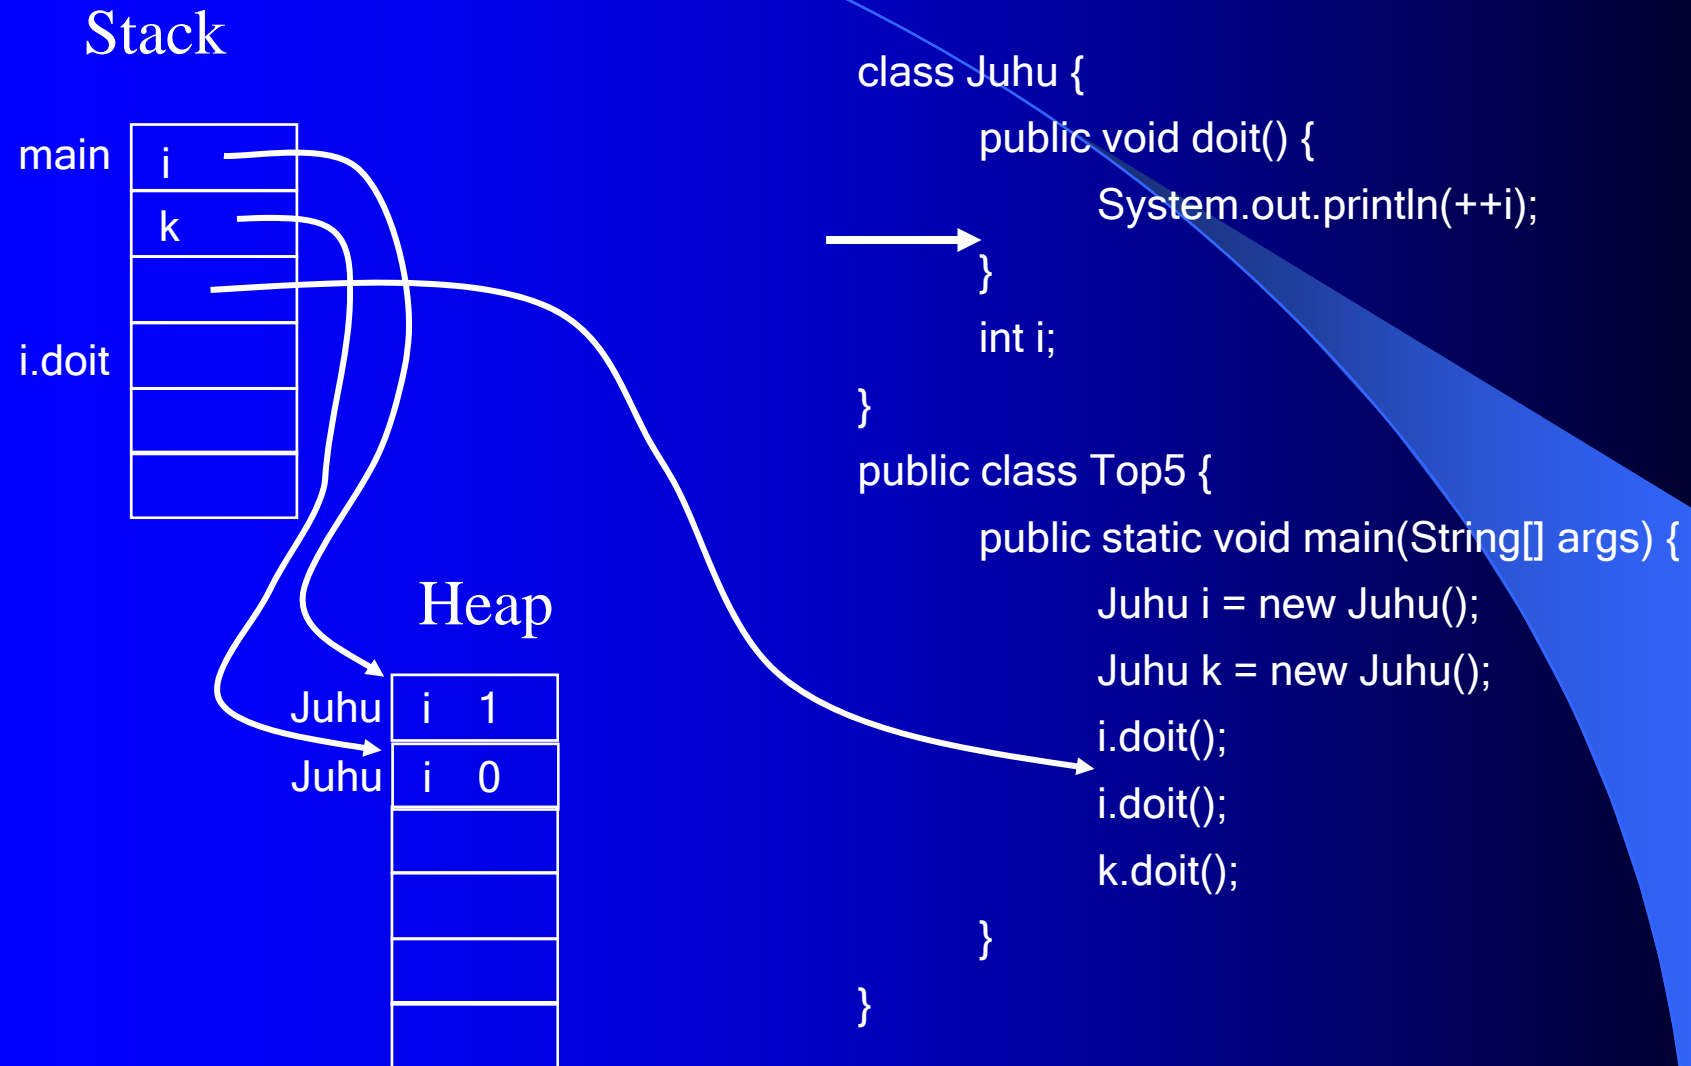 Stack
main
i
k
i.doit
Heap
Juhu i 1
Juhu i 0
class Juhu {
public void doit() {
System.out.println(++i);
}
int i;
}
public class Top5 {
public static void main(String[] args) {
Juhu i = new Juhu();
Juhu k = new Juhu();
i.doit();
i.doit();
k.doit();
}
}